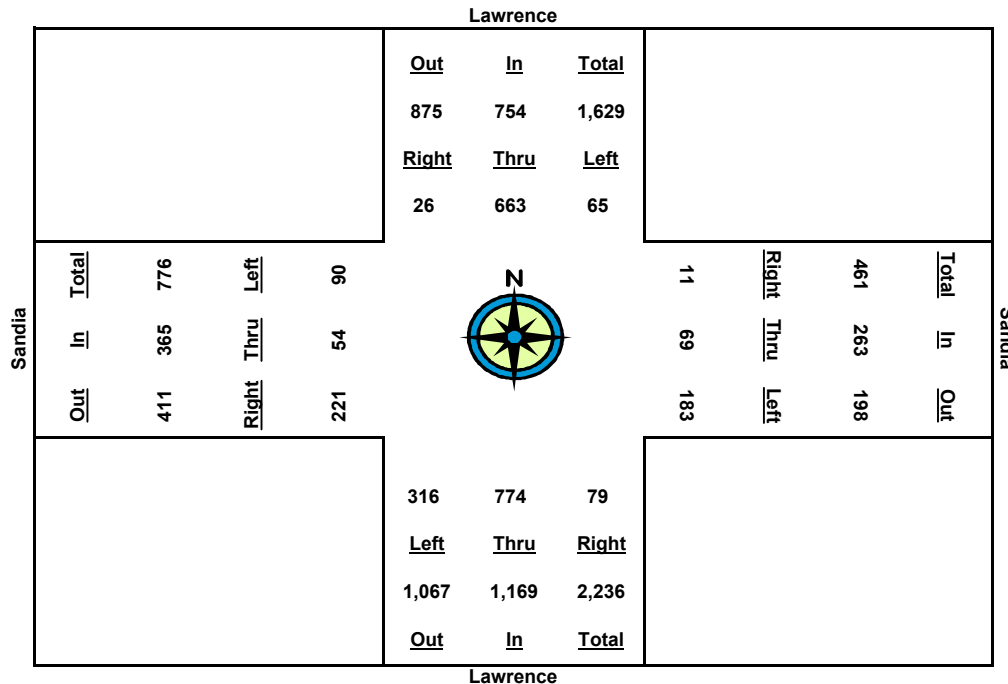 Lawrence
Out In Total
875 754 1,629
Right Thru Left
26 663 65
Sandia
Total 776 Left 90
In 365 Thru 54
Out 411 Right 221
N
11 Right 461 Total
69 Thru 263 In
183 Left 198 Out
Sandia
316 774 79
Left Thru Right
1,067 1,169 2,236
Out In Total
Lawrence